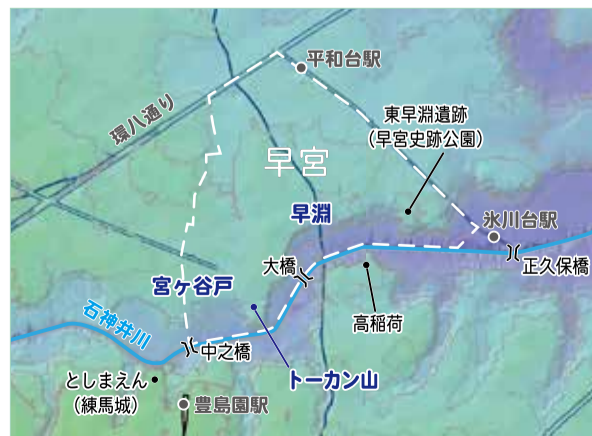 平和台駅
環八通り
東早淵遺跡
（早宮史跡公園）
早宮
早淵
氷川台駅
大橋
正久保橋
宮ヶ谷戸
高稲荷
石神井川
中之橋
トーカン山
としまえん
（練馬城）
豊島園駅